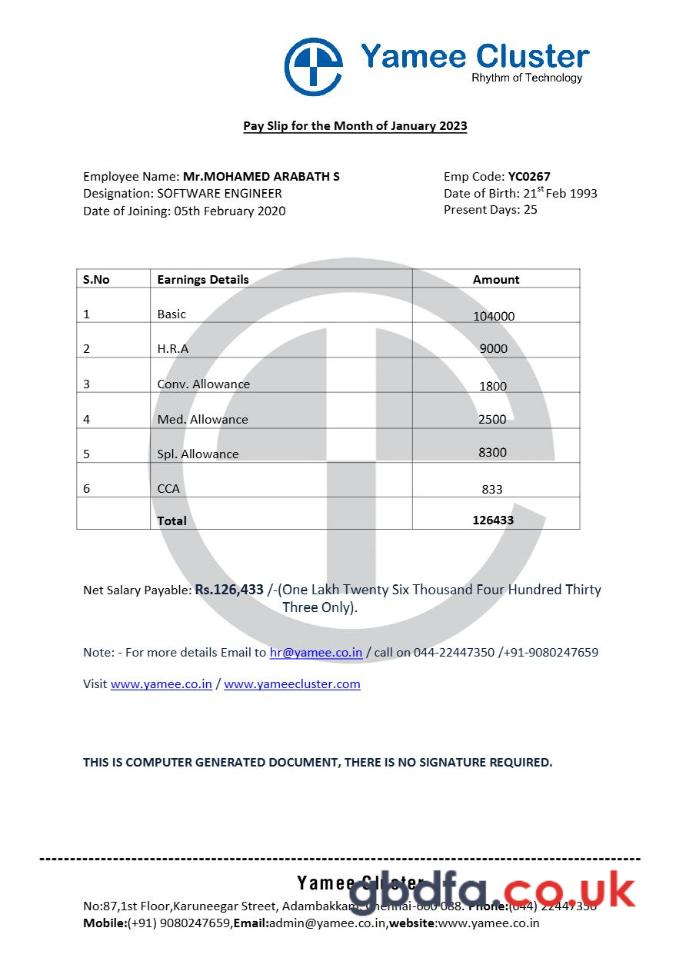 Yamee Cluster
Rhythm of Technology
Pay Slip for the Month of January 2023
Employee Name: Mr.MOHAMED ARABATH S Emp Code: YC0267
Designation: SOFTWARE ENGINEER Date of Birth: 21st Feb 1993
Date of Joining: 05th February 2020 Present Days: 25
S.No Earnings Details Amount
1 Basic 104000
2 H.R.A 9000
3 Conv. Allowance 1800
4 Med. Allowance 2500
5 Spl. Allowance 8300
6 CCA 833
Total 126433
Net Salary Payable: Rs.126,433 /-(One Lakh Twenty Six Thousand Four Hundred Thirty
Three Only).
Note: - For more details Email to hr@yamee.co.in / call on 044-22447350 /+91-9080247659
Visit www.yamee.co.in / www.yameecluster.com
THIS IS COMPUTER GENERATED DOCUMENT, THERE IS NO SIGNATURE REQUIRED.
Yamee Cluster
gbdfa.co.uk
No:87,1st Floor,Karuneegar Street, Adambakkam, Chennai-600 088. Phone:(044) 22447350
Mobile:(+91) 9080247659,Email:admin@yamee.co.in,website:www.yamee.co.in